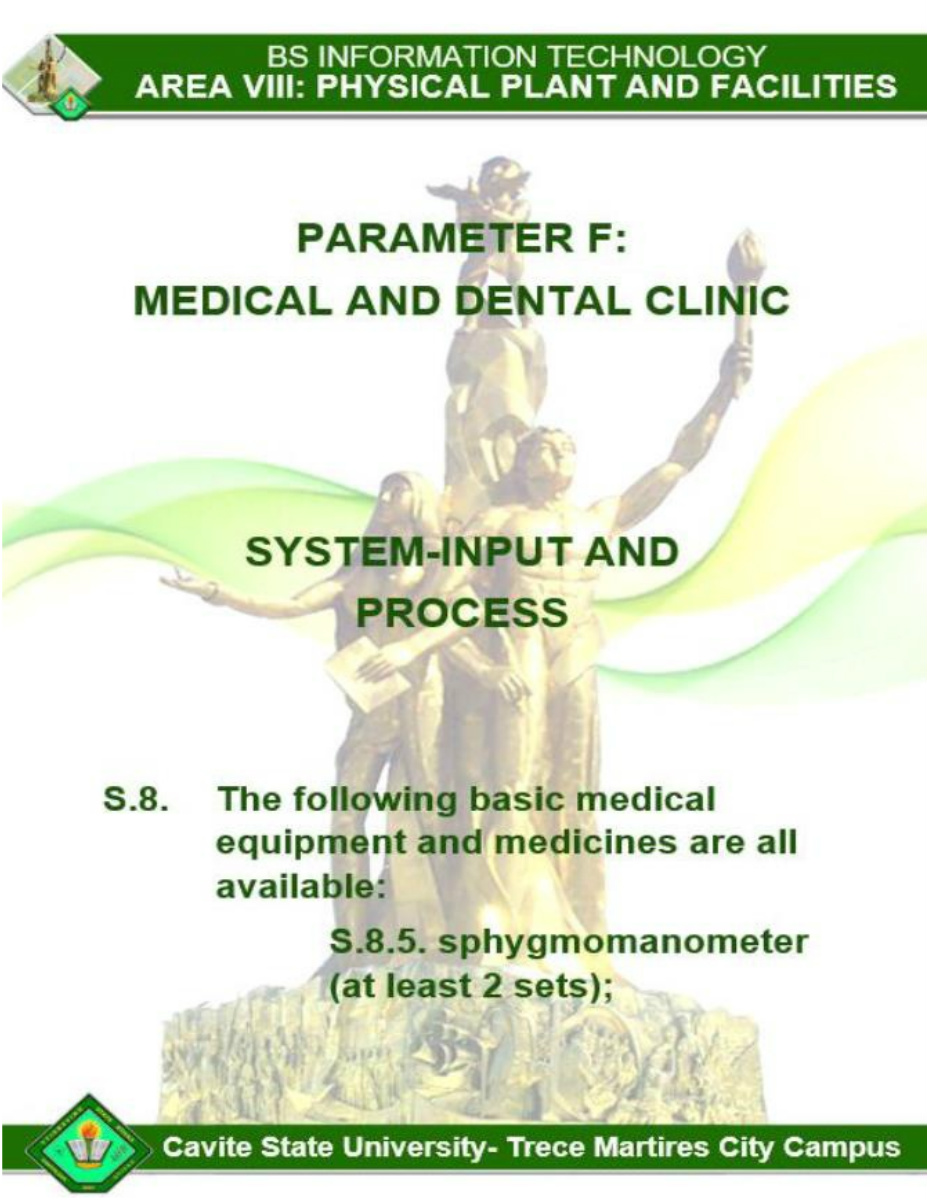 BS INFORMATION TECHNOLOGY
AREA VIII: PHYSICAL PLANT AND FACILITIES
PARAMETER F:
MEDICAL AND DENTAL CLINIC
SYSTEM-INPUT AND
PROCESS
S.8. The following basic medical
equipment and medicines are all
available:
S.8.5. sphygmomanometer
(at least 2 sets);
Cavite State University- Trece Martires City Campus